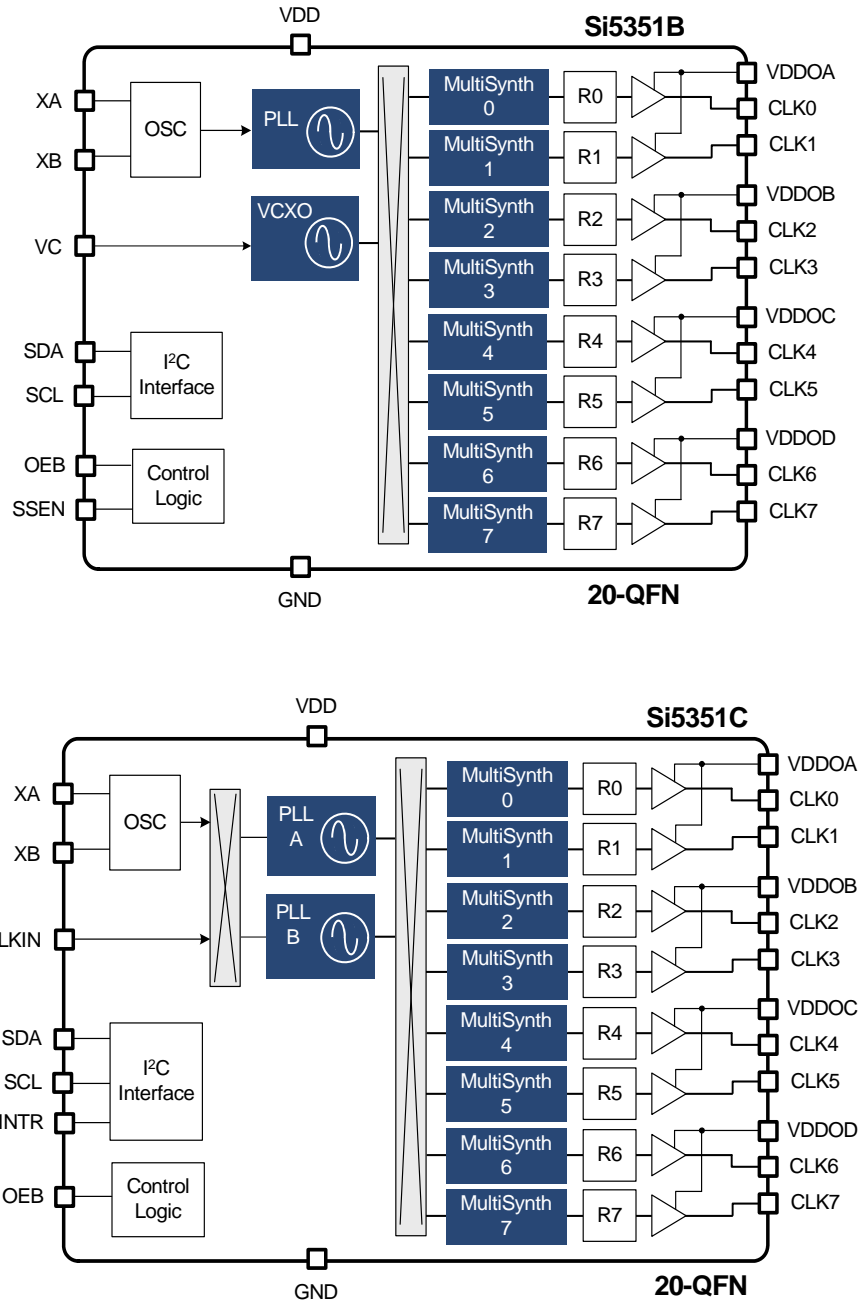 VDD
Si5351B
XA
XB
OSC
PLL
VC
VCXO
SDA
SCL
I²C
Interface
OEB
SSEN
Control
Logic
MultiSynth
0
R0
MultiSynth
1
R1
MultiSynth
2
R2
MultiSynth
3
R3
MultiSynth
4
R4
MultiSynth
5
R5
MultiSynth
6
R6
MultiSynth
7
R7
VDDOA
CLK0
CLK1
VDDOB
CLK2
CLK3
VDDOC
CLK4
CLK5
VDDOD
CLK6
CLK7
GND
20-QFN
VDD
Si5351C
XA
XB
OSC
PLL
A
LKIN
PLL
B
SDA
SCL
INTR
I²C
Interface
OEB
Control
Logic
MultiSynth
0
R0
MultiSynth
1
R1
MultiSynth
2
R2
MultiSynth
3
R3
MultiSynth
4
R4
MultiSynth
5
R5
MultiSynth
6
R6
MultiSynth
7
R7
VDDOA
CLK0
CLK1
VDDOB
CLK2
CLK3
VDDOC
CLK4
CLK5
VDDOD
CLK6
CLK7
GND
20-QFN